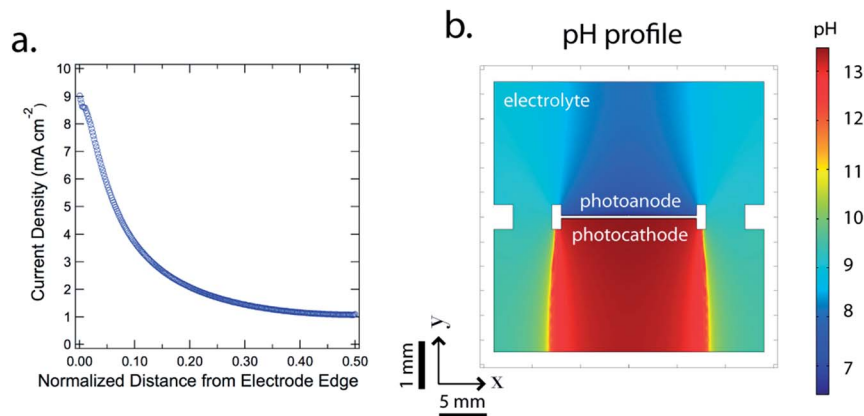 a.
Current Density (mA cm⁻²)
10
9
8
7
6
5
4
3
2
1
0
0.00 0.10 0.20 0.30 0.40 0.50
Normalized Distance from Electrode Edge
b.
pH profile
electrolyte
photoanode
photocathode
pH
13
12
11
10
9
8
7
1 mm
y
x
5 mm